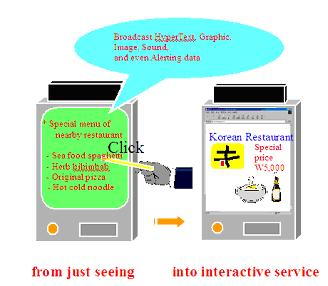 Broadcast HyperText, Graphic,
Image, Sound,
and even Alerting data
* Special menu of
nearby restaurant
- Sea food spaghetti
- Herb bibimbab
- Original pizza
- Hot cold noodle
Click
Korean Restaurant
Special
price
W5,000
from just seeing
into interactive service